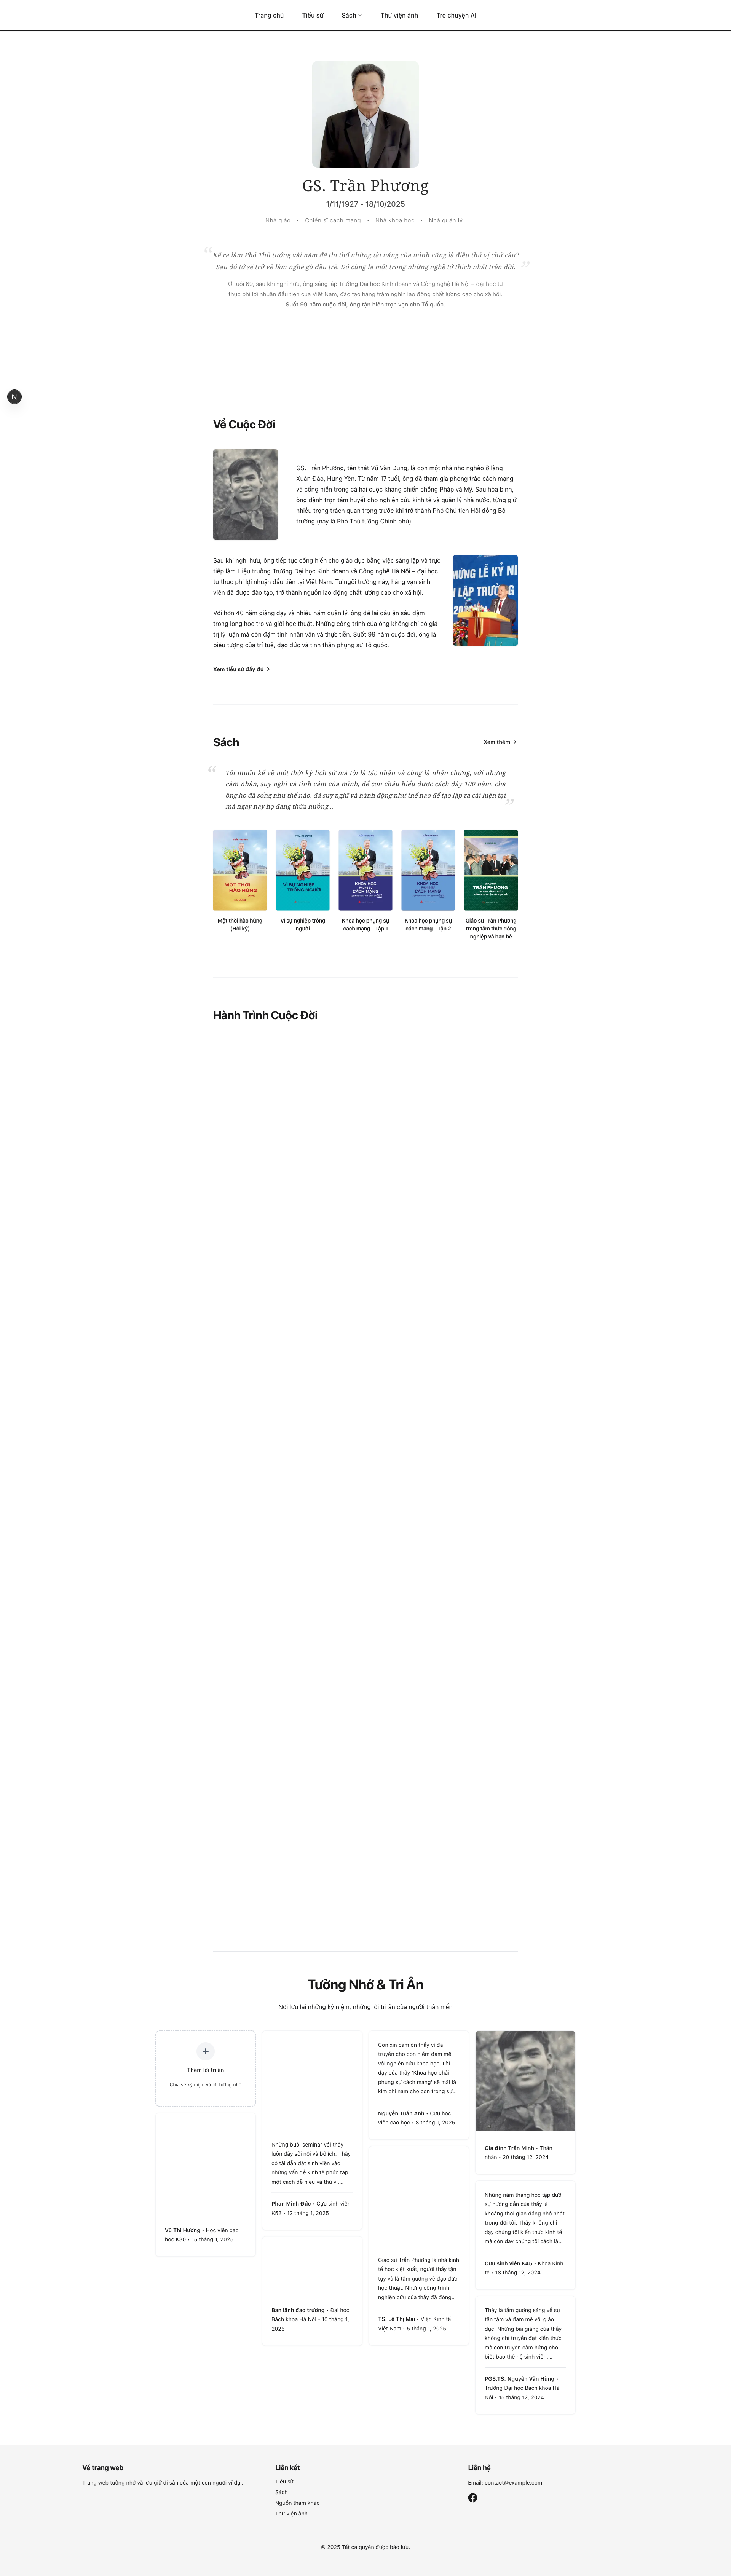 Trang chủ
Tiểu sử
Sách
Thư viện ảnh
Trò chuyện AI
GS. Trần Phương
1/11/1927 - 18/10/2025
Nhà giáo • Chiến sĩ cách mạng • Nhà khoa học • Nhà quản lý
“Kể ra làm Phó Thủ tướng vài năm để thi thố những tài năng của mình cũng là điều thú vị chứ cậu?
Sau đó tớ sẽ trở về làm nghề gõ đầu trẻ. Đó cũng là một trong những nghề tớ thích nhất trên đời.”
Ở tuổi 69, sau khi nghỉ hưu, ông sáng lập Trường Đại học Kinh doanh và Công nghệ Hà Nội – đại học tư
thục phi lợi nhuận đầu tiên của Việt Nam, đào tạo hàng trăm nghìn lao động chất lượng cao cho xã hội.
Suốt 99 năm cuộc đời, ông tận hiến trọn vẹn cho Tổ quốc.
N
Về Cuộc Đời
GS. Trần Phương, tên thật Vũ Văn Dung, là con một nhà nho nghèo ở làng
Xuân Đào, Hưng Yên. Từ năm 17 tuổi, ông đã tham gia phong trào cách mạng
và cống hiến trong cả hai cuộc kháng chiến chống Pháp và Mỹ. Sau hòa bình,
ông dành trọn tâm huyết cho nghiên cứu kinh tế và quản lý nhà nước, từng giữ
nhiều trọng trách quan trọng trước khi trở thành Phó Chủ tịch Hội đồng Bộ
trưởng (nay là Phó Thủ tướng Chính phủ).
Sau khi nghỉ hưu, ông tiếp tục cống hiến cho giáo dục bằng việc sáng lập và trực
tiếp làm Hiệu trưởng Trường Đại học Kinh doanh và Công nghệ Hà Nội – đại học
tư thục phi lợi nhuận đầu tiên tại Việt Nam. Từ ngôi trường này, hàng vạn sinh
viên đã được đào tạo, trở thành nguồn lao động chất lượng cao cho xã hội.
MỪNG LỄ KỶ NI
LẬP TRƯỜNG
Với hơn 40 năm giảng dạy và nhiều năm quản lý, ông để lại dấu ấn sâu đậm
trong lòng học trò và giới học thuật. Những công trình của ông không chỉ có giá
trị lý luận mà còn đậm tính nhân văn và thực tiễn. Suốt 99 năm cuộc đời, ông là
biểu tượng của trí tuệ, đạo đức và tinh thần phụng sự Tổ quốc.
Xem tiểu sử đầy đủ
Sách
Xem thêm
“Tôi muốn kể về một thời kỳ lịch sử mà tôi là tác nhân và cũng là nhân chứng, với những
cảm nhận, suy nghĩ và tình cảm của mình, để con cháu hiểu được cách đây 100 năm, cha
ông họ đã sống như thế nào, đã suy nghĩ và hành động như thế nào để tạo lập ra cái hiện tại
mà ngày nay họ đang thừa hưởng...”
MỘT THỜI
HÀO HÙNG
VÌ SỰ NGHIỆP
TRỒNG NGƯỜI
KHOA HỌC
PHỤNG SỰ
CÁCH MẠNG
KHOA HỌC
PHỤNG SỰ
CÁCH MẠNG
TRẦN PHƯƠNG
Một thời hào hùng
(Hồi ký)
Vì sự nghiệp trồng
người
Khoa học phụng sự
cách mạng - Tập 1
Khoa học phụng sự
cách mạng - Tập 2
Giáo sư Trần Phương
trong tâm thức đồng
nghiệp và bạn bè
Hành Trình Cuộc Đời
Tường Nhớ & Tri Ân
Nơi lưu lại những kỷ niệm, những lời tri ân của người thân mến
Thêm lời tri ân
Chia sẻ kỷ niệm và lời tưởng nhớ
Vũ Thị Hương • Học viên cao
học K30 • 15 tháng 1, 2025
Những buổi seminar với thầy
luôn đầy sôi nổi và bổ ích. Thầy
có tài dẫn dắt sinh viên vào
những vấn đề kinh tế phức tạp
một cách dễ hiểu và thú vị....
Phan Minh Đức • Cựu sinh viên
K52 • 12 tháng 1, 2025
Ban lãnh đạo trường • Đại học
Bách khoa Hà Nội • 10 tháng 1,
2025
Con xin cảm ơn thầy vì đã
truyền cho con niềm đam mê
với nghiên cứu khoa học. Lời
dạy của thầy 'Khoa học phải
phụng sự cách mạng' sẽ mãi là
kim chỉ nam cho con trong sự...
Nguyễn Tuấn Anh • Cựu học
viên cao học • 8 tháng 1, 2025
Giáo sư Trần Phương là nhà kinh
tế học kiệt xuất, người thầy tận
tụy và là tấm gương về đạo đức
học thuật. Những công trình
nghiên cứu của thầy đã đóng...
TS. Lê Thị Mai • Viện Kinh tế
Việt Nam • 5 tháng 1, 2025
Gia đình Trần Minh • Thân
nhân • 20 tháng 12, 2024
Những năm tháng học tập dưới
sự hướng dẫn của thầy là
khoảng thời gian đáng nhớ nhất
trong đời tôi. Thầy không chỉ
dạy chúng tôi kiến thức kinh tế
mà còn dạy chúng tôi cách là...
Cựu sinh viên K45 • Khoa Kinh
tế • 18 tháng 12, 2024
Thầy là tấm gương sáng về sự
tận tâm và đam mê với giáo
dục. Những bài giảng của thầy
không chỉ truyền đạt kiến thức
mà còn truyền cảm hứng cho
biết bao thế hệ sinh viên....
PGS.TS. Nguyễn Văn Hùng •
Trường Đại học Bách khoa Hà
Nội • 15 tháng 12, 2024
Về trang web
Trang web tưởng nhớ và lưu giữ di sản của một con người vĩ đại.
Liên kết
Tiểu sử
Sách
Nguồn tham khảo
Thư viện ảnh
Liên hệ
Email: contact@example.com
© 2025 Tất cả quyền được bảo lưu.